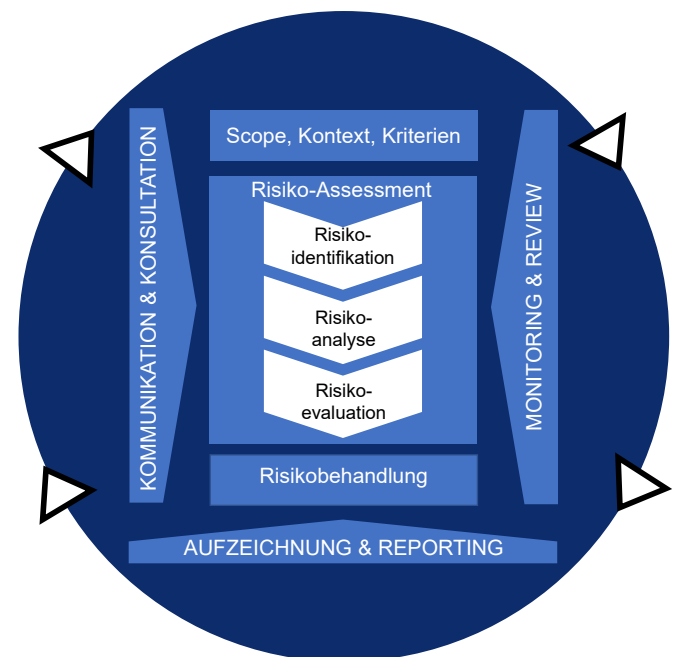 KOMMUNIKATION & KONSULTATION
Scope, Kontext, Kriterien
Risiko-Assessment
Risiko-
identifikation
Risiko-
analyse
Risiko-
evaluation
Risikobehandlung
MONITORING & REVIEW
AUFZEICHNUNG & REPORTING